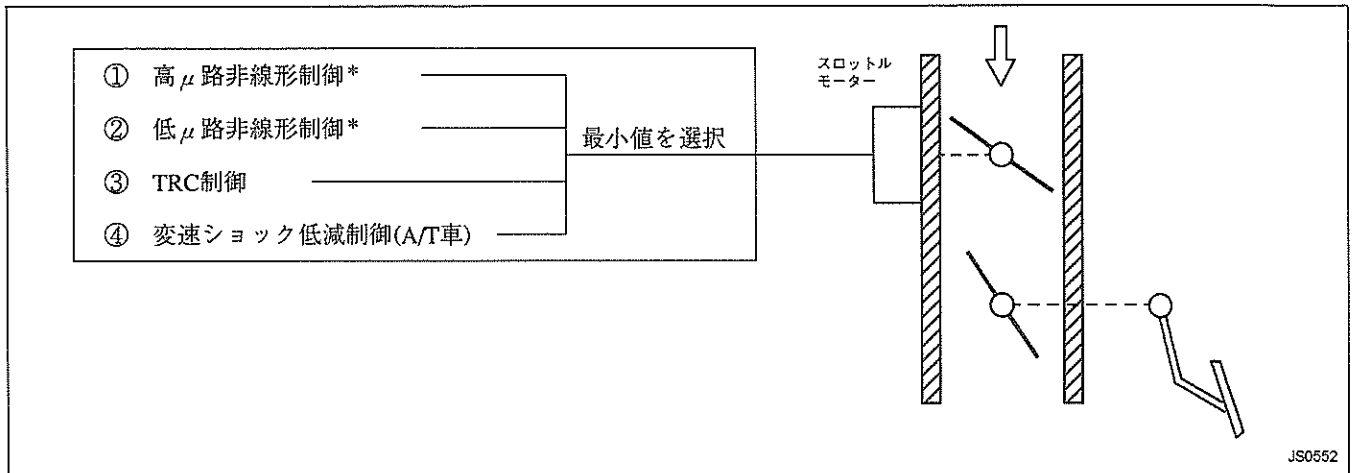 ① 高μ路非線形制御*
② 低μ路非線形制御*
③ TRC制御
④ 変速ショック低減制御(A/T車)
最小値を選択
スロットル
モーター
JS0552